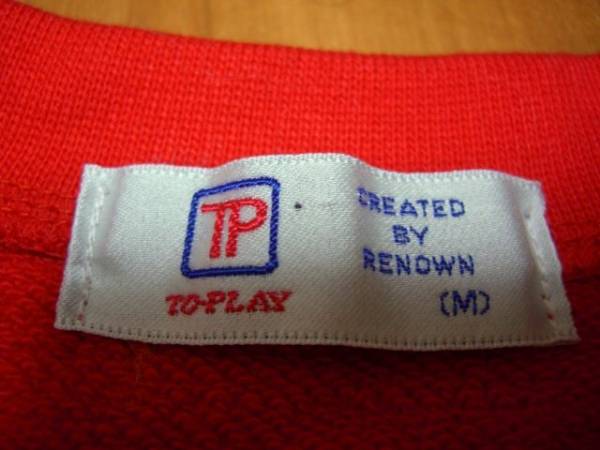 TP
TO-PLAY
CREATED
BY
RENOWN
(M)